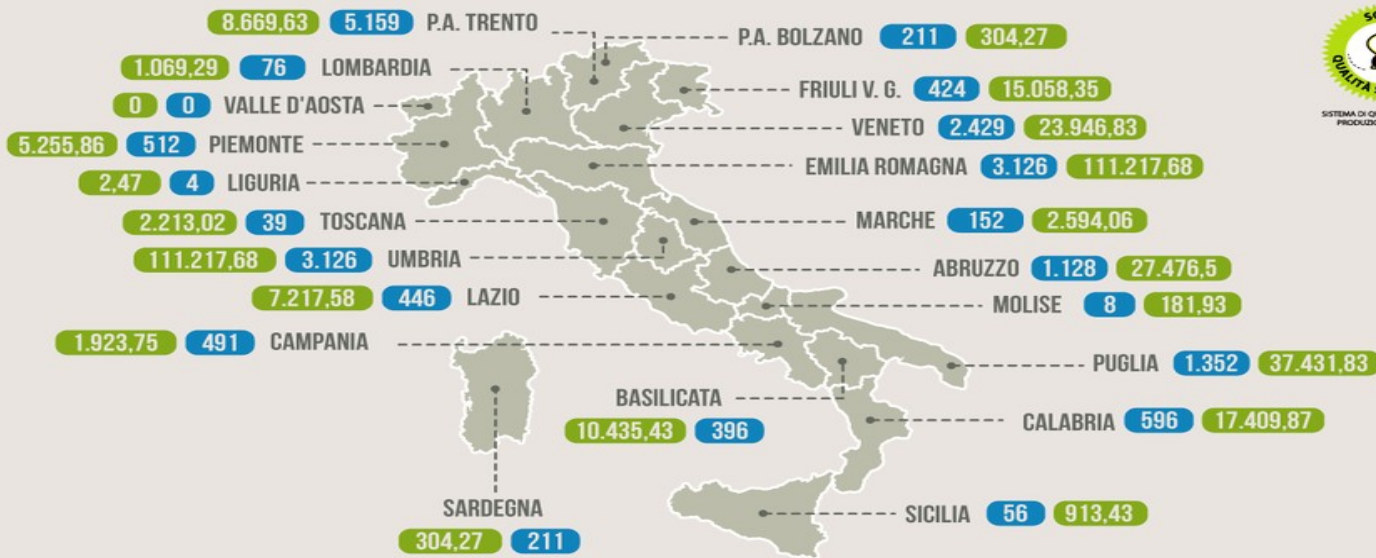 8.669,63 5.159 P.A. TRENTO
P.A. BOLZANO 211 304,27
1.069,29 76 LOMBARDIA
FRIULI V. G. 424 15.058,35
0 0 VALLE D'AOSTA
VENETO 2.429 23.946,83
5.255,86 512 PIEMONTE
EMILIA ROMAGNA 3.126 111.217,68
2,47 4 LIGURIA
2.213,02 39 TOSCANA
MARCHE 152 2.594,06
111.217,68 3.126 UMBRIA
ABRUZZO 1.128 27.476,5
7.217,58 446 LAZIO
MOLISE 8 181,93
1.923,75 491 CAMPANIA
PUGLIA 1.352 37.431,83
BASILICATA
10.435,43 396
CALABRIA 596 17.409,87
SARDEGNA
304,27 211
SICILIA 56 913,43
QUALITÀ
SISTEMA DI